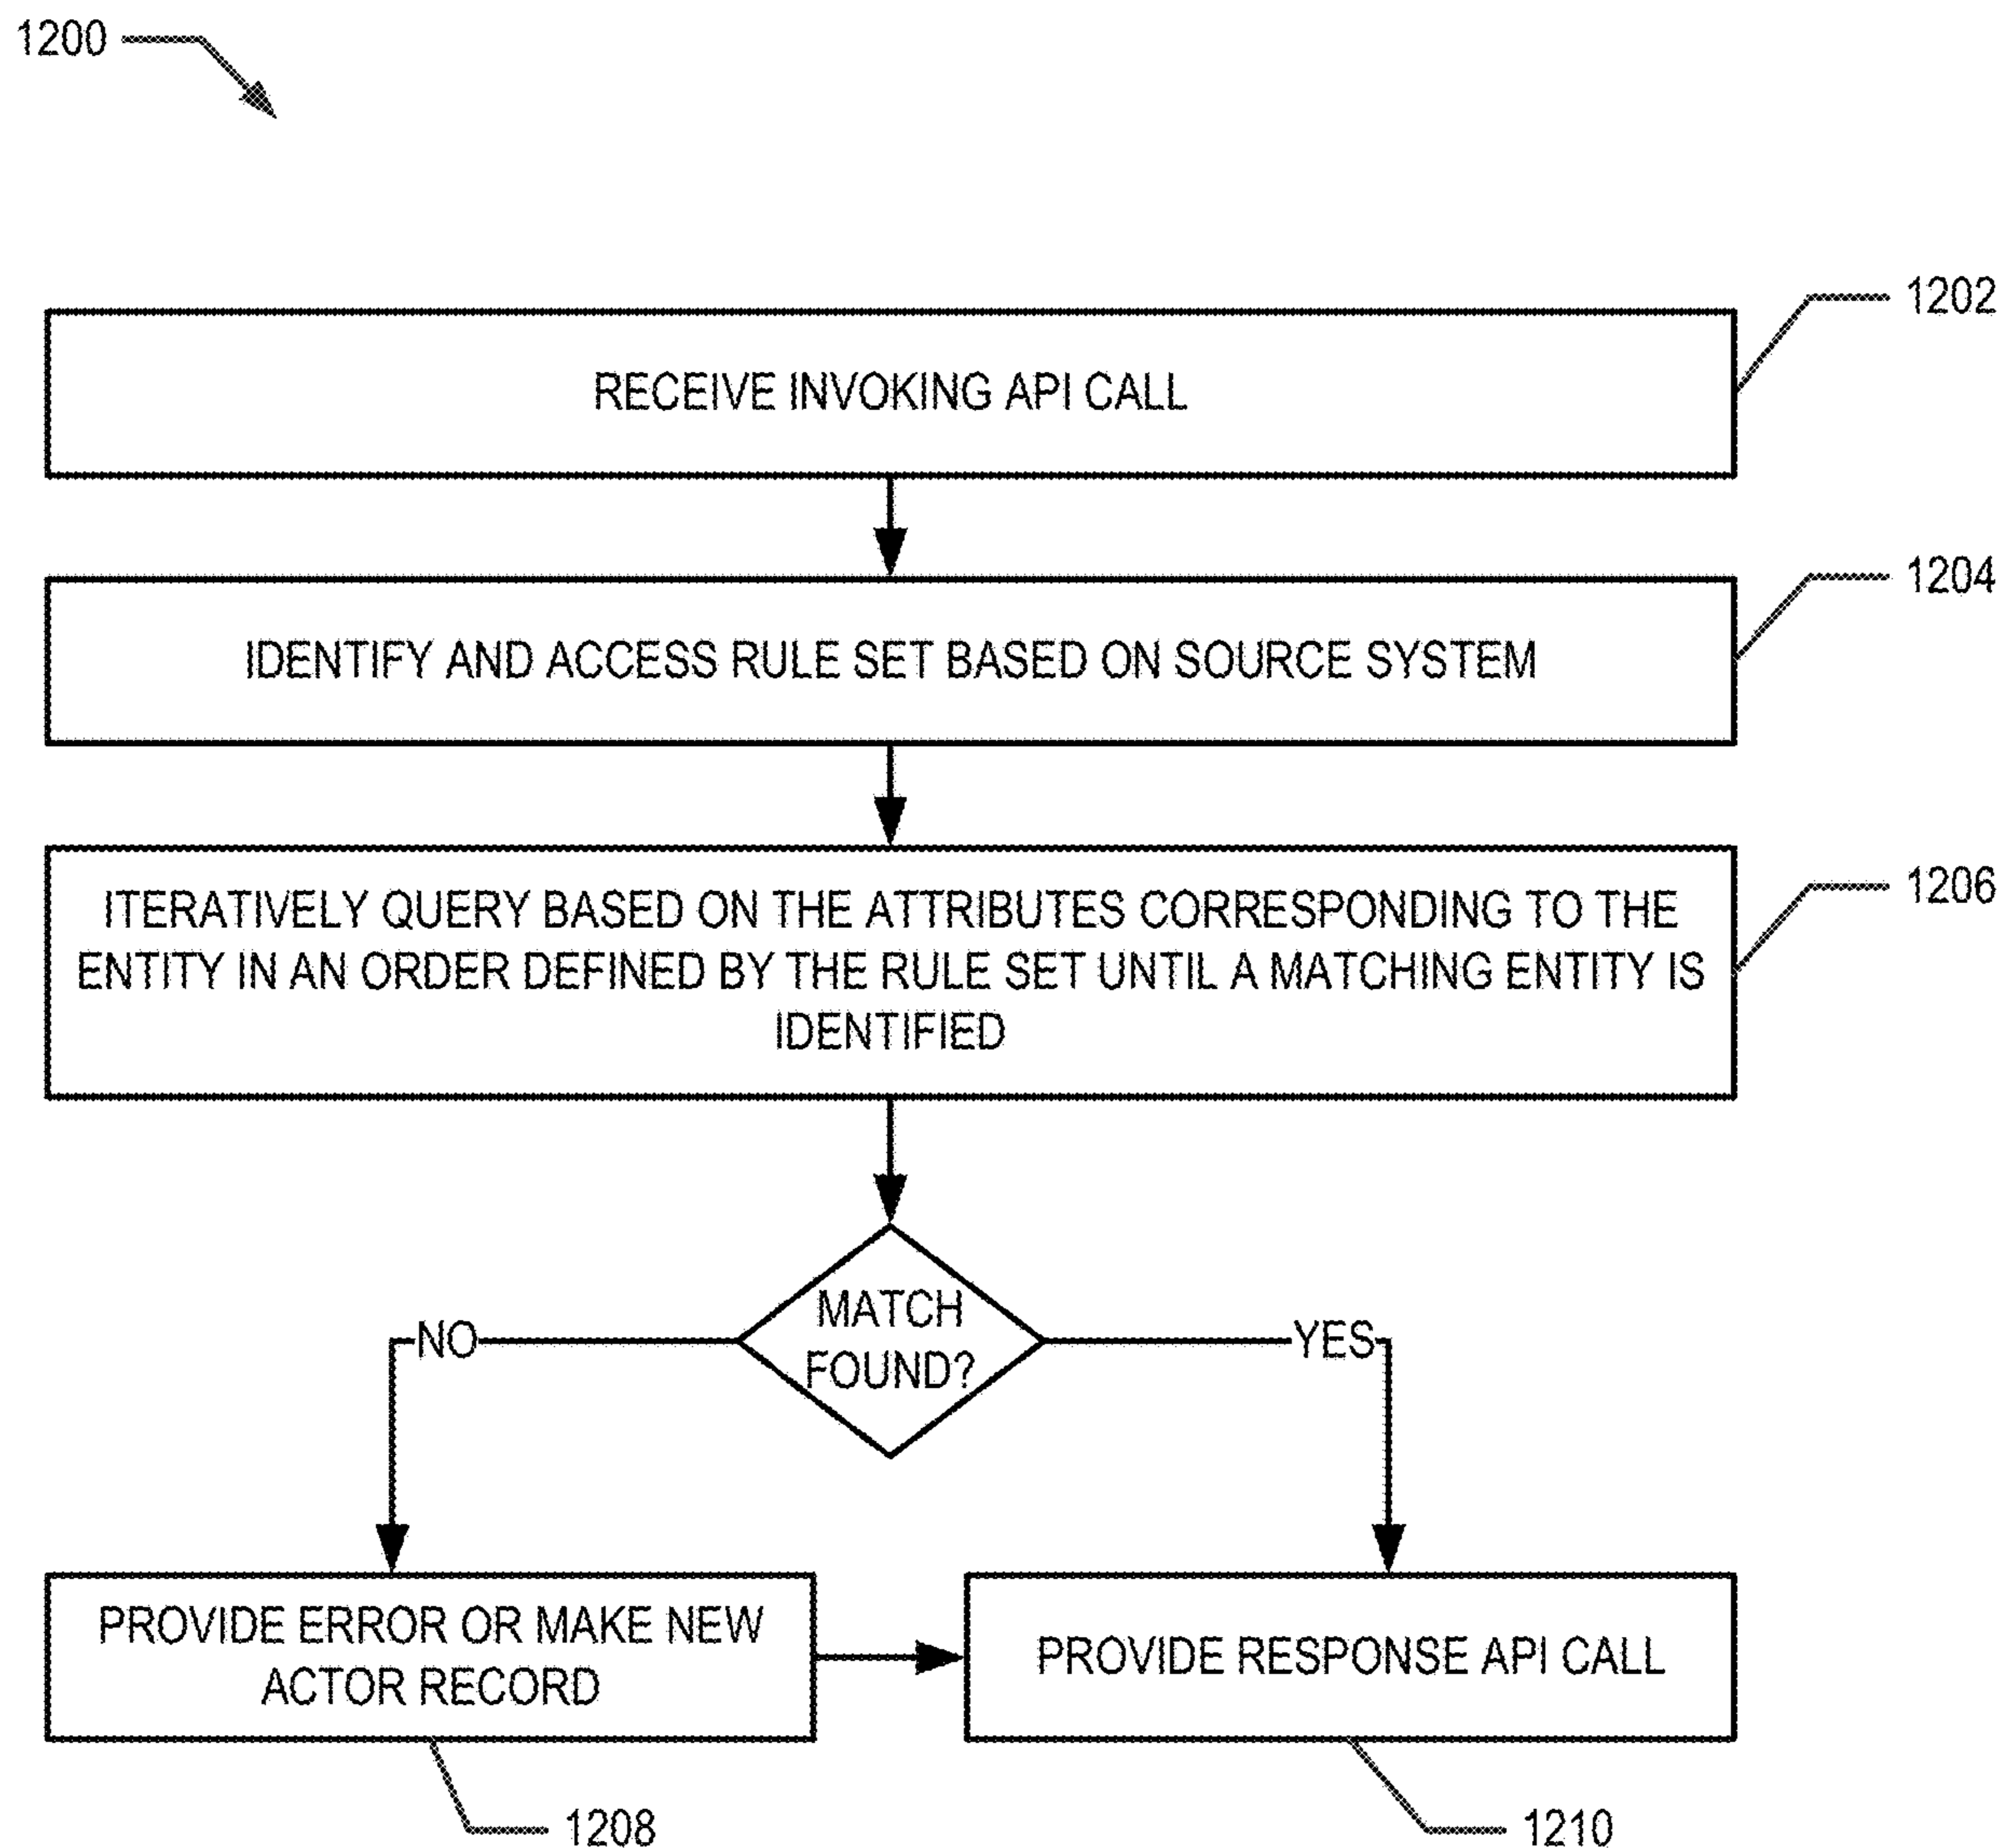 1200
1202
RECEIVE INVOKING API CALL
1204
IDENTIFY AND ACCESS RULE SET BASED ON SOURCE SYSTEM
1206
ITERATIVELY QUERY BASED ON THE ATTRIBUTES CORRESPONDING TO THE
ENTITY IN AN ORDER DEFINED BY THE RULE SET UNTIL A MATCHING ENTITY IS
IDENTIFIED
MATCH
FOUND?
NO
YES
PROVIDE ERROR OR MAKE NEW
ACTOR RECORD
PROVIDE RESPONSE API CALL
1208
1210